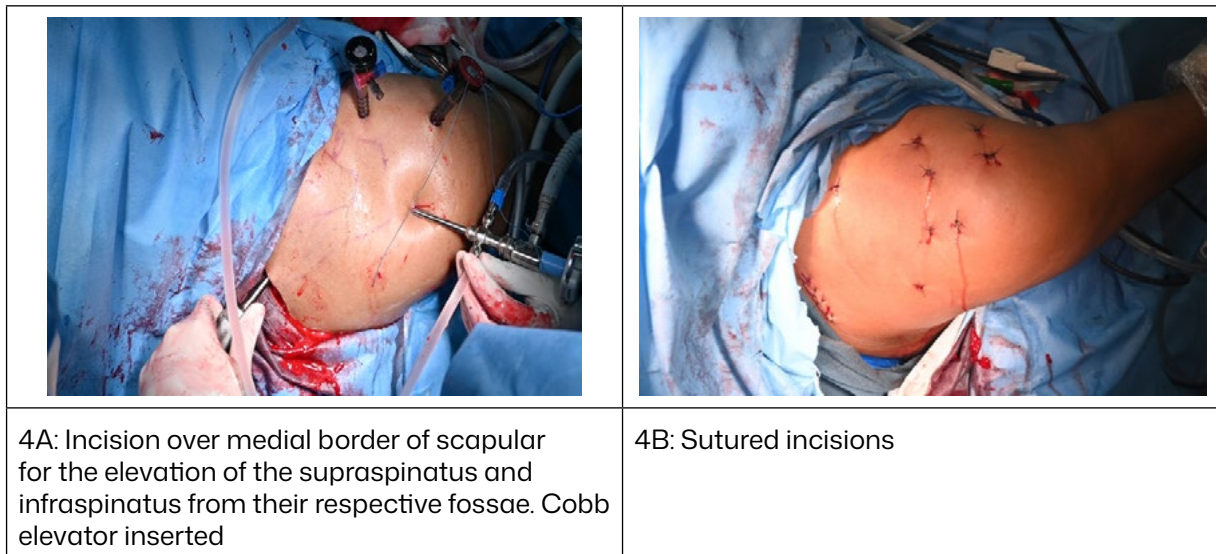 4A: Incision over medial border of scapular
for the elevation of the supraspinatus and
infraspinatus from their respective fossae. Cobb
elevator inserted
4B: Sutured incisions